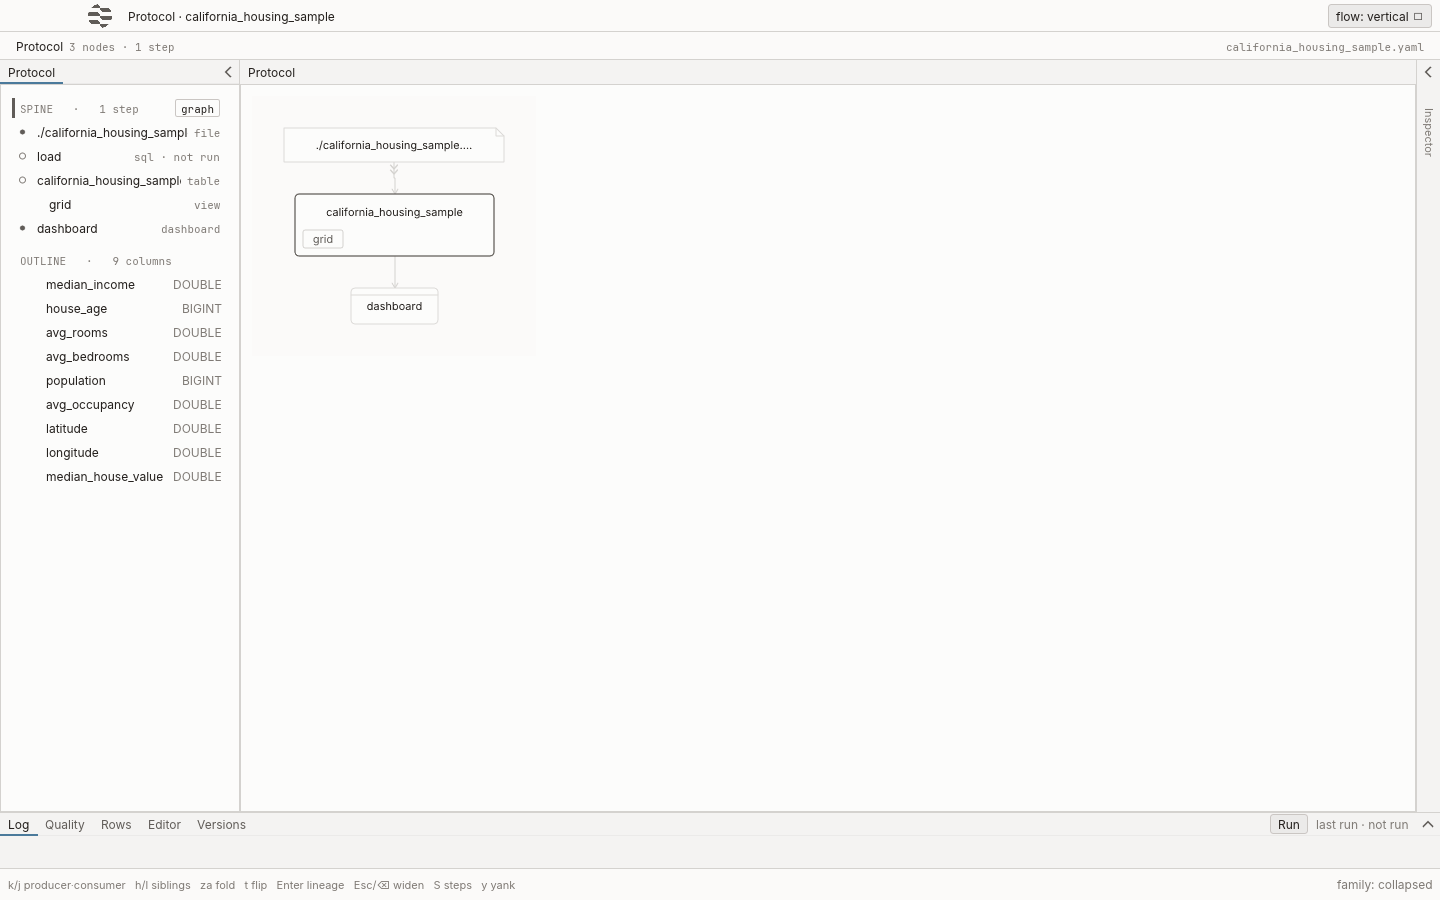 Protocol · california_housing_sample
flow: vertical
Protocol 3 nodes · 1 step
california_housing_sample.yaml
Protocol
Protocol
SPINE · 1 step graph
./california_housing_sampl file
load sql · not run
california_housing_sampl table
grid view
dashboard dashboard
OUTLINE · 9 columns
median_income DOUBLE
house_age BIGINT
avg_rooms DOUBLE
avg_bedrooms DOUBLE
population BIGINT
avg_occupancy DOUBLE
latitude DOUBLE
longitude DOUBLE
median_house_value DOUBLE
./california_housing_sample....
california_housing_sample
grid
dashboard
Inspector
Log Quality Rows Editor Versions
Run last run · not run
k/j producer·consumer h/l siblings za fold t flip Enter lineage Esc/⌫ widen S steps y yank
family: collapsed